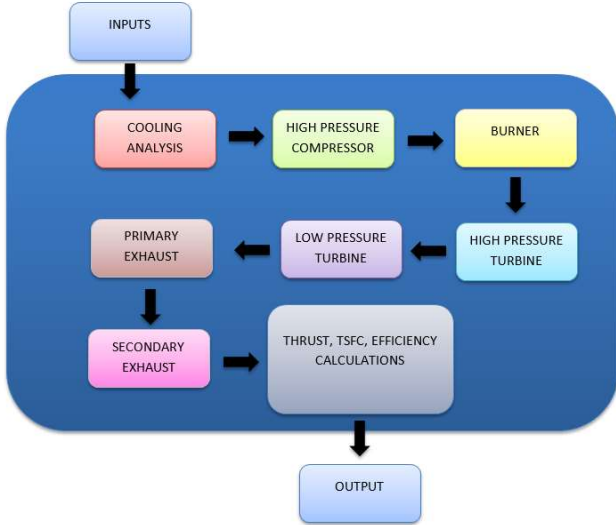 INPUTS
COOLING
ANALYSIS
HIGH PRESSURE
COMPRESSOR
BURNER
HIGH PRESSURE
TURBINE
LOW PRESSURE
TURBINE
PRIMARY
EXHAUST
SECONDARY
EXHAUST
THRUST, TSFC, EFFICIENCY
CALCULATIONS
OUTPUT